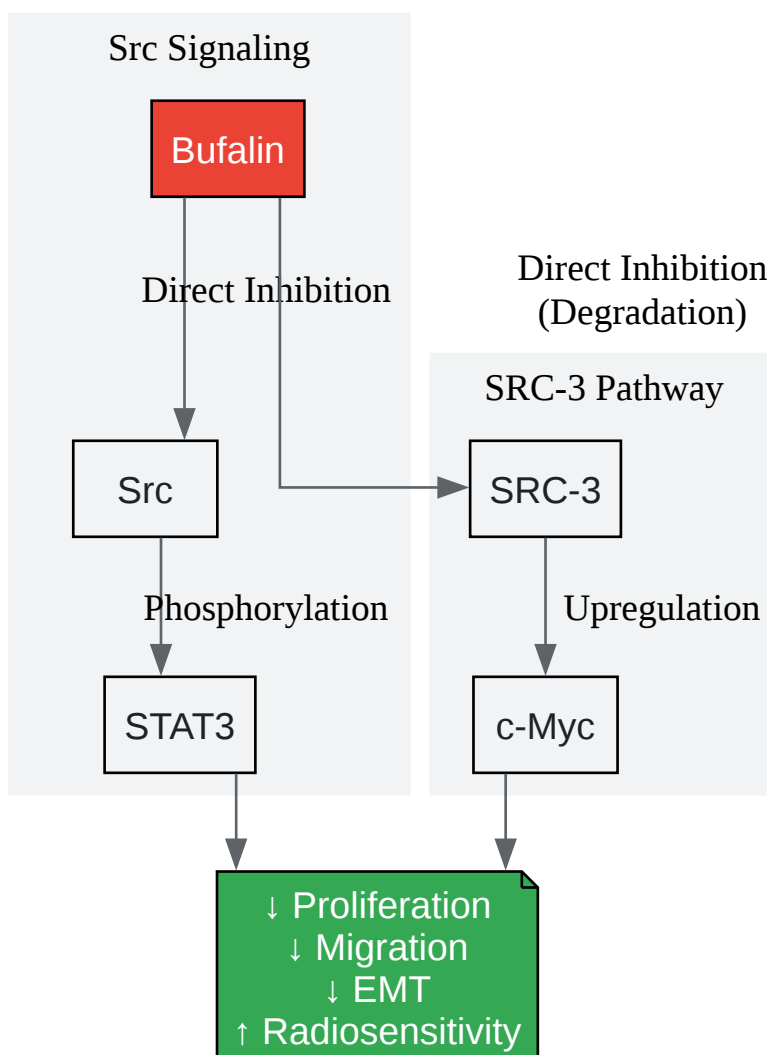 Src Signaling
Bufalin
Direct Inhibition
Direct Inhibition
(Degradation)
SRC-3 Pathway
Src
SRC-3
Phosphorylation
Upregulation
STAT3
c-Myc
↓ Proliferation
↓ Migration
↓ EMT
↑ Radiosensitivity